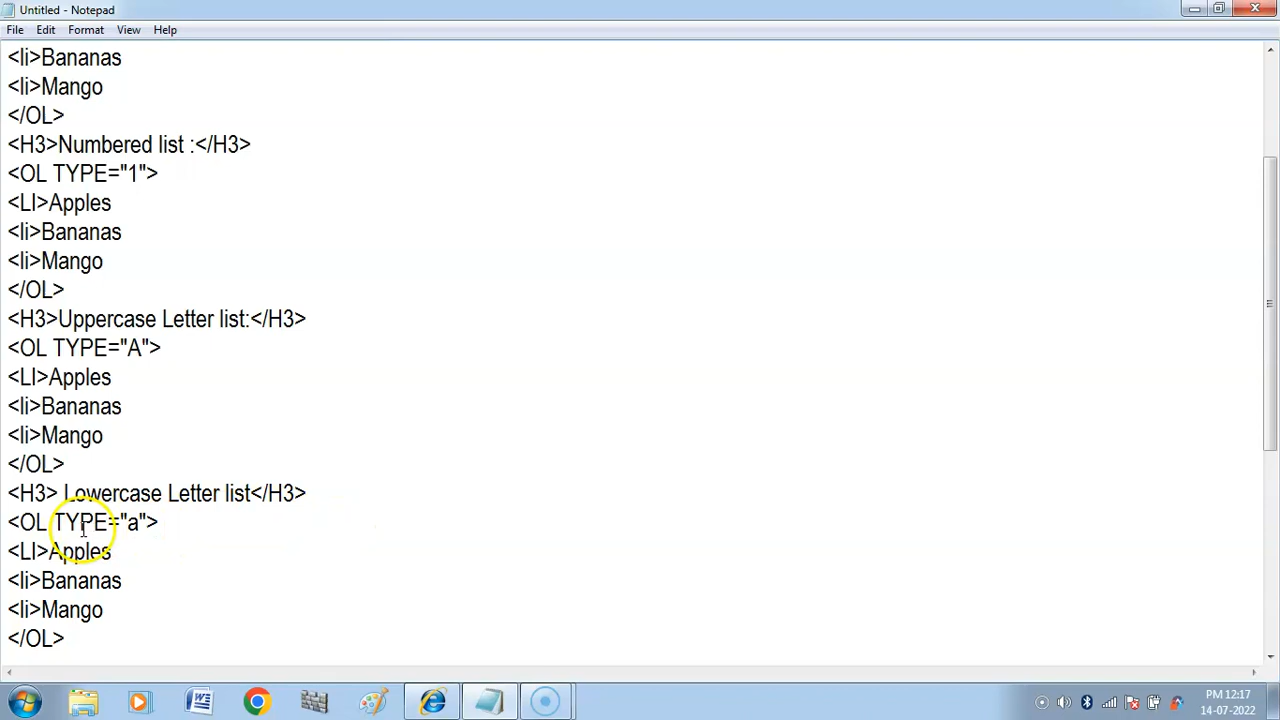 Untitled - Notepad
File Edit Format View Help
<li>Bananas
<li>Mango
</OL>
<H3>Numbered list :</H3>
<OL TYPE="1">
<LI>Apples
<li>Bananas
<li>Mango
</OL>
<H3>Uppercase Letter list:</H3>
<OL TYPE="A">
<LI>Apples
<li>Bananas
<li>Mango
</OL>
<H3> Lowercase Letter list</H3>
<OL TYPE="a">
<LI>Apples
<li>Bananas
<li>Mango
</OL>
PM 12:17
14-07-2022